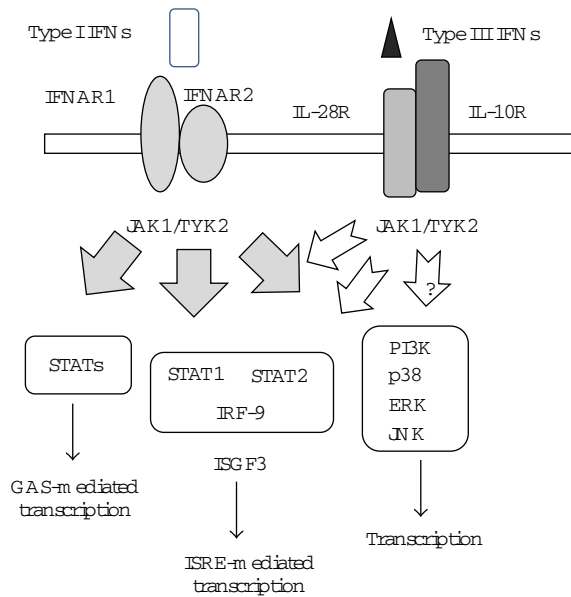 Type I IFNs
Type III IFNs
IFNAR1
IFNAR2
IL-28R
IL-10R
JAK1/TYK2
JAK1/TYK2
?
STATs
STAT1 STAT2
IRF-9
PI3K
p38
ERK
JNK
ISGF3
GAS-mediated
transcription
Transcription
ISRE-mediated
transcription